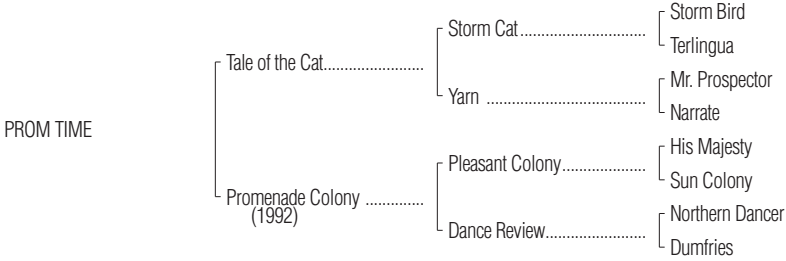 Storm Bird
Storm Cat..............................
Terlingua
Tale of the Cat........................
Mr. Prospector
Yarn ......................................
Narrate
PROM TIME
His Majesty
Pleasant Colony....................
Sun Colony
Promenade Colony ..............
(1992)
Northern Dancer
Dance Review........................
Dumfries